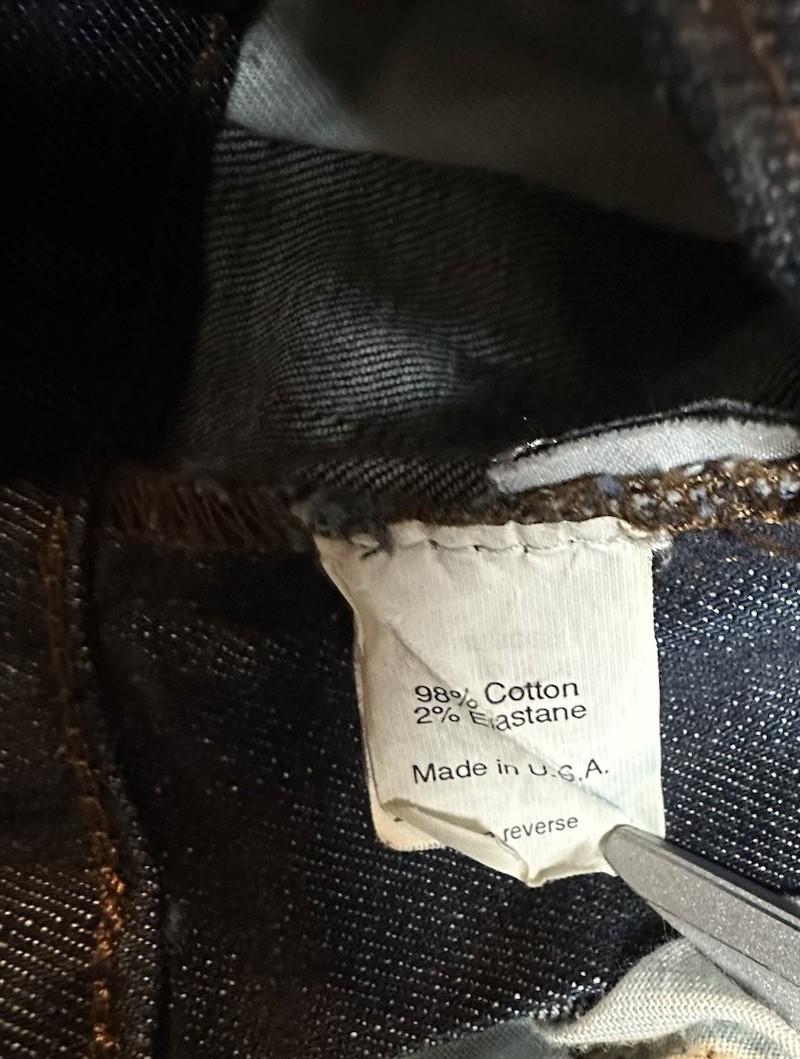 98% Cotton
2% Elastane
Made in U.S.A.
reverse